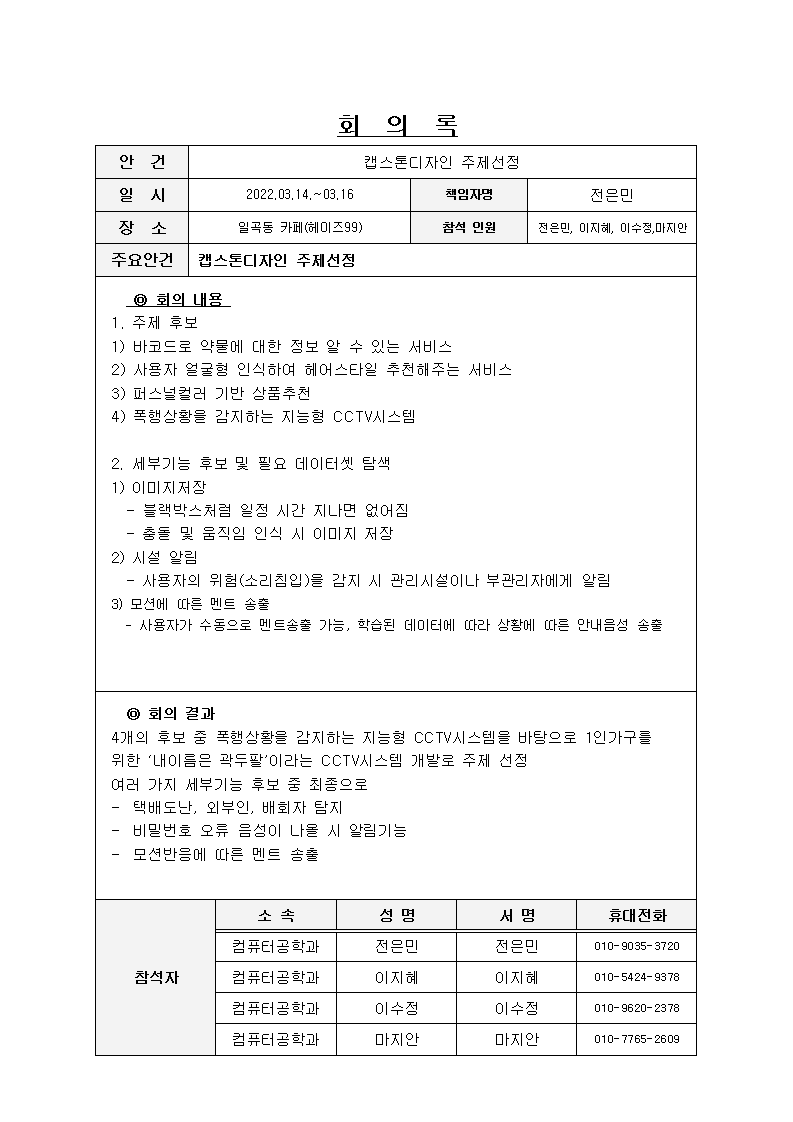 회 의 록
안 건 캡스톤디자인 주제선정
일 시 2022.03.14.~03.16 책임자명 전은민
장 소 일곡동 카페(헤이즈99) 참석 인원 전은민, 이지혜, 이수정,마지안
주요안건 캡스톤디자인 주제선정
◎ 회의 내용
1. 주제 후보
1) 바코드로 약물에 대한 정보 알 수 있는 서비스
2) 사용자 얼굴형 인식하여 헤어스타일 추천해주는 서비스
3) 퍼스널컬러 기반 상품추천
4) 폭행상황을 감지하는 지능형 CCTV시스템
2. 세부기능 후보 및 필요 데이터셋 탐색
1) 이미지저장
- 블랙박스처럼 일정 시간 지나면 없어짐
- 충돌 및 움직임 인식 시 이미지 저장
2) 시설 알림
- 사용자의 위험(소리침입)을 감지 시 관리시설이나 부관리자에게 알림
3) 모션에 따른 멘트 송출
- 사용자가 수동으로 멘트송출 가능, 학습된 데이터에 따라 상황에 따른 안내음성 송출
◎ 회의 결과
4개의 후보 중 폭행상황을 감지하는 지능형 CCTV시스템을 바탕으로 1인가구를
위한 ‘내이름은 곽두팔’이라는 CCTV시스템 개발로 주제 선정
여러 가지 세부기능 후보 중 최종으로
- 택배도난, 외부인, 배회자 탐지
- 비밀번호 오류 음성이 나올 시 알림기능
- 모션반응에 따른 멘트 송출
참석자
소 속 성 명 서 명 휴대전화
컴퓨터공학과 전은민 전은민 010-9035-3720
컴퓨터공학과 이지혜 이지혜 010-5424-9378
컴퓨터공학과 이수정 이수정 010-9620-2378
컴퓨터공학과 마지안 마지안 010-7765-2609